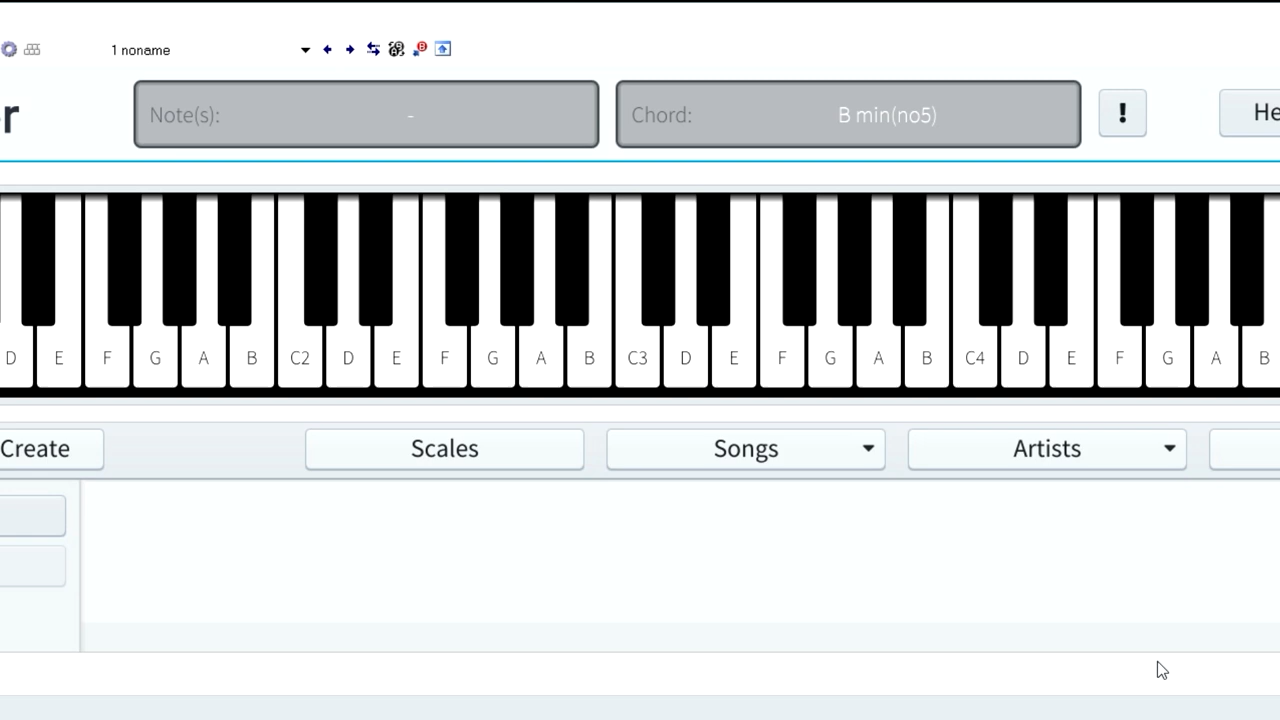 1 noname
r
Note(s): -
Chord: B min(no5)
!
He
D E F G A B C2 D E F G A B C3 D E F G A B C4 D E F G A B
Create
Scales
Songs
Artists